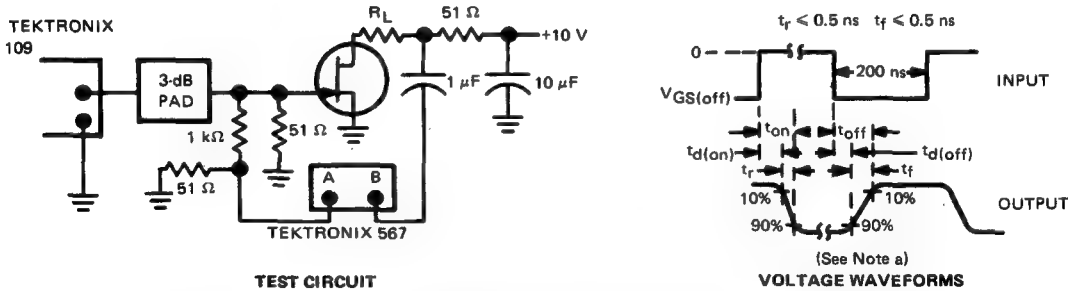 TEKTRONIX
109
3-dB
PAD
1 kΩ
51 Ω
51 Ω
R_L
51 Ω
+10 V
1 μF
10 μF
A B
TEKTRONIX 567
TEST CIRCUIT
t_r ≤ 0.5 ns t_f ≤ 0.5 ns
0
200 ns
INPUT
V_GS(off)
t_on t_off
t_d(on) t_d(off)
t_r t_f
10% 10%
OUTPUT
90% 90%
(See Note a)
VOLTAGE WAVEFORMS